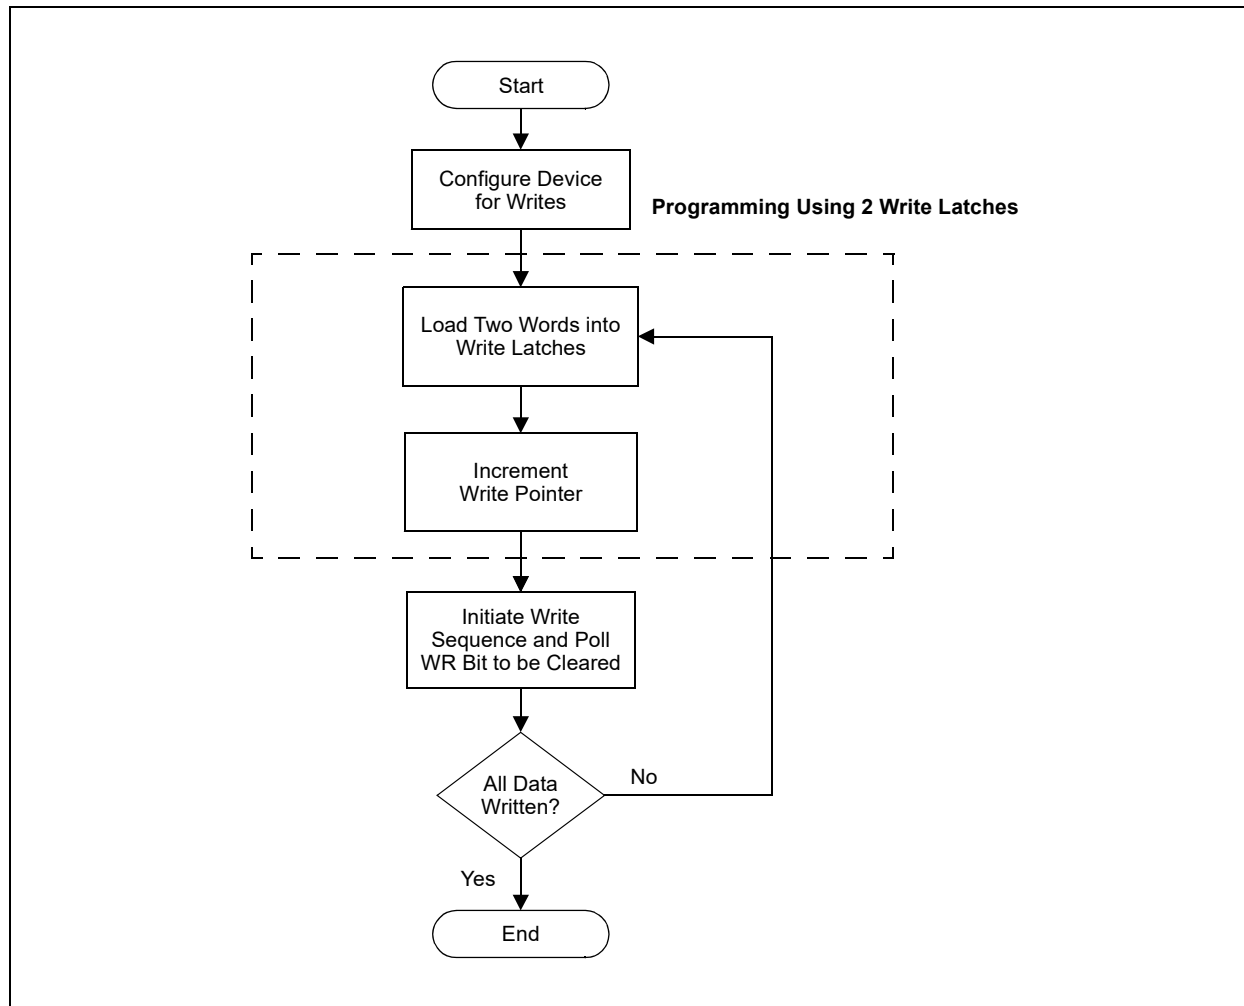 Start
Configure Device
for Writes
Programming Using 2 Write Latches
Load Two Words into
Write Latches
Increment
Write Pointer
Initiate Write
Sequence and Poll
WR Bit to be Cleared
All Data
Written?
No
Yes
End